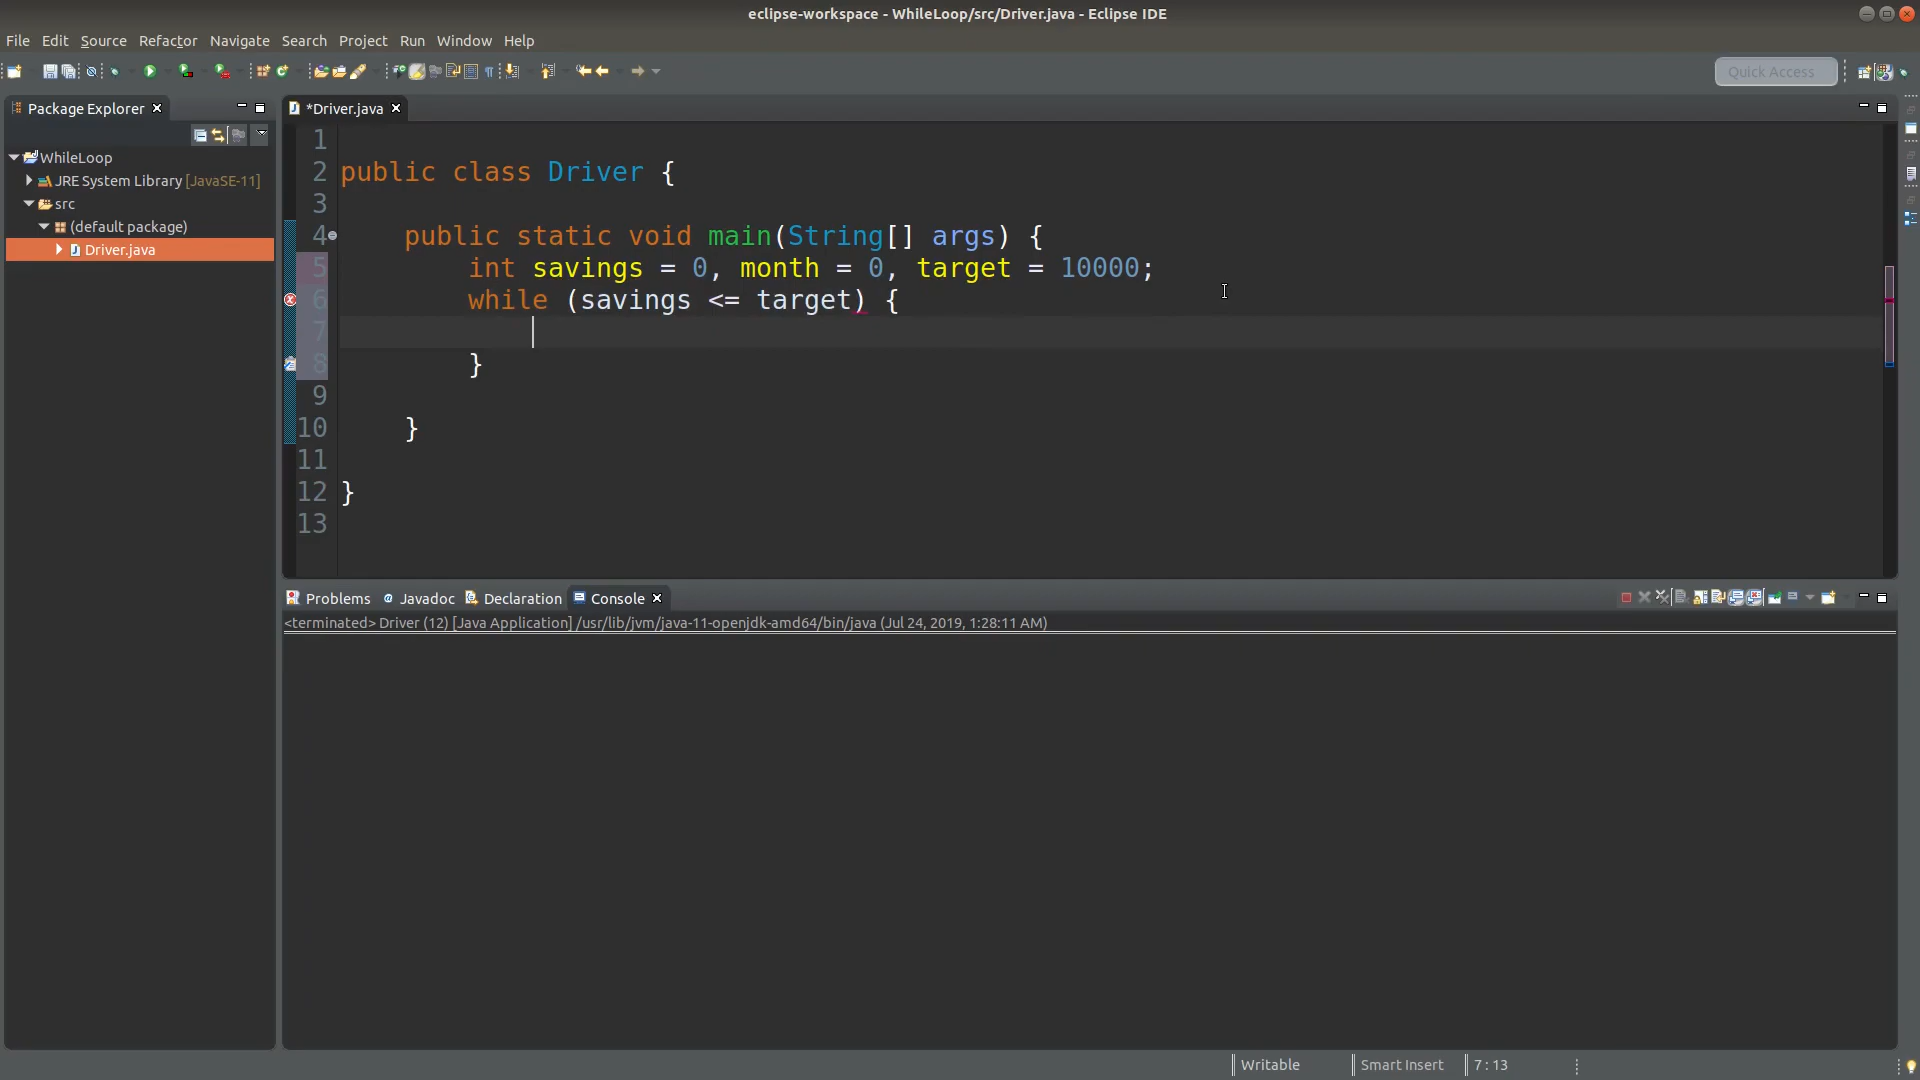 eclipse-workspace - WhileLoop/src/Driver.java - Eclipse IDE
File Edit Source Refactor Navigate Search Project Run Window Help
Quick Access
Package Explorer
*Driver.java
WhileLoop
JRE System Library [JavaSE-11]
src
(default package)
Driver.java
1
2 public class Driver {
3
4 public static void main(String[] args) {
5 int savings = 0, month = 0, target = 10000;
6 while (savings <= target) {
7
8 }
9
10 }
11
12 }
13
Problems Javadoc Declaration Console
<terminated> Driver (12) [Java Application] /usr/lib/jvm/java-11-openjdk-amd64/bin/java (Jul 24, 2019, 1:28:11 AM)
Writable Smart Insert 7 : 13